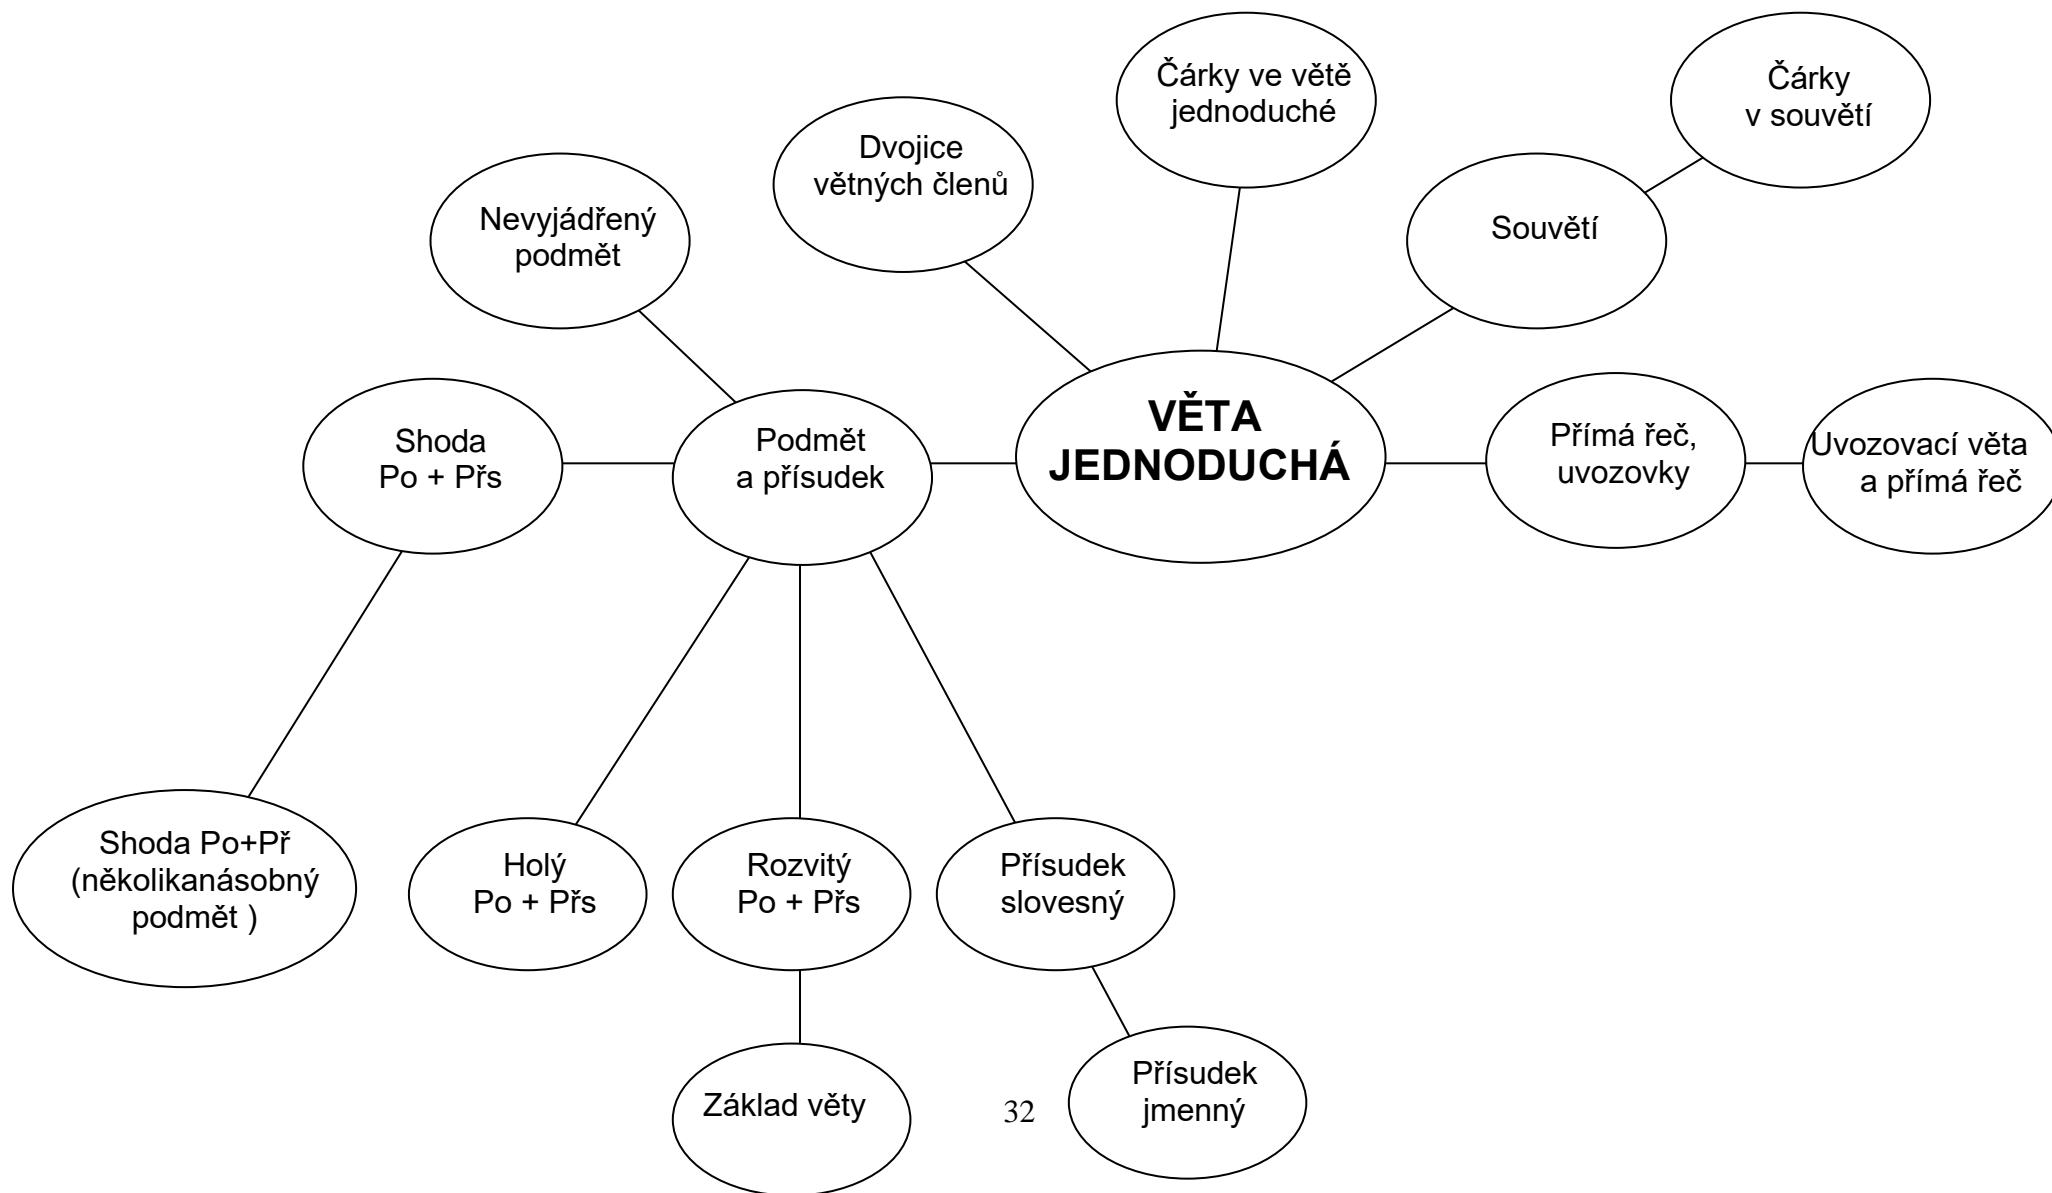 Čárky ve větě
jednoduché
Čárky
v souvětí
Dvojice
větných členů
Nevyjádřený
podmět
Souvětí
VĚTA
JEDNODUCHÁ
Shoda
Po + Přs
Podmět
a přísudek
Přímá řeč,
uvozovky
Uvozovací věta
a přímá řeč
Shoda Po+Př
(několikanásobný
podmět )
Holý
Po + Přs
Rozvitý
Po + Přs
Přísudek
slovesný
Základ věty
32
Přísudek
jmenný